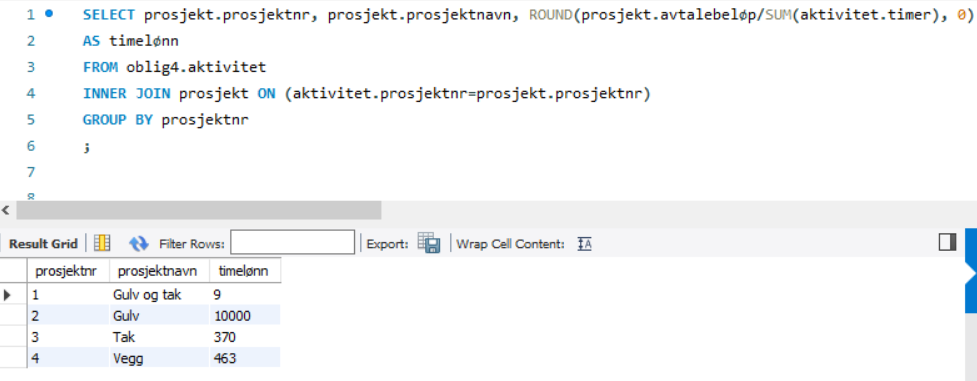 1 SELECT prosjekt.prosjektnr, prosjekt.prosjektnavn, ROUND(prosjekt.avtalebeløp/SUM(aktivitet.timer), 0)
2 AS timelønn
3 FROM oblig4.aktivitet
4 INNER JOIN prosjekt ON (aktivitet.prosjektnr=prosjekt.prosjektnr)
5 GROUP BY prosjektnr
6 ;
7
8
Result Grid Filter Rows: Export: Wrap Cell Content: IA
prosjektnr prosjektnavn timelønn
1 Gulv og tak 9
2 Gulv 10000
3 Tak 370
4 Vegg 463